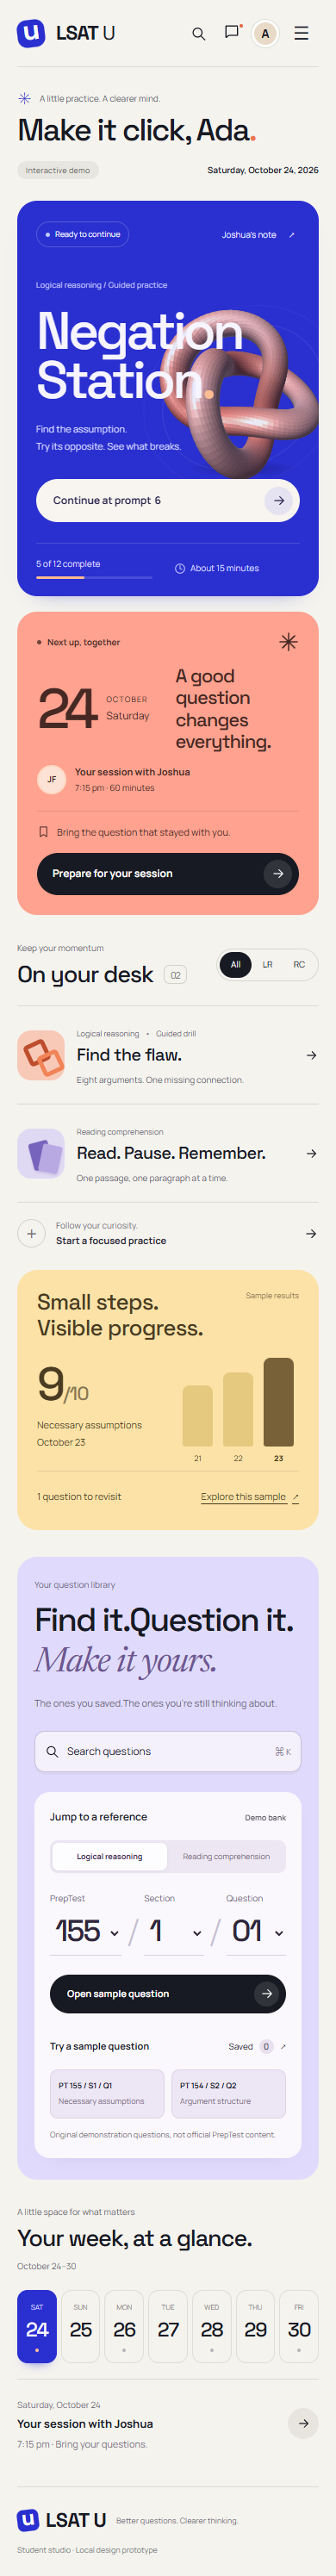 u LSAT U
A
A little practice. A clearer mind.
Make it click, Ada.
Interactive demo
Saturday, October 24, 2026
Ready to continue
Joshua's note ↗
Logical reasoning / Guided practice
Negation
Station.
Find the assumption.
Try its opposite. See what breaks.
Continue at prompt 6
5 of 12 complete
About 15 minutes
Next up, together
24
OCTOBER
Saturday
A good
question
changes
everything.
JF
Your session with Joshua
7:15 pm · 60 minutes
Bring the question that stayed with you.
Prepare for your session
Keep your momentum
On your desk 02
All LR RC
Logical reasoning • Guided drill
Find the flaw.
Eight arguments. One missing connection.
Reading comprehension
Read. Pause. Remember.
One passage, one paragraph at a time.
Follow your curiosity.
Start a focused practice
Small steps.
Visible progress.
Sample results
9/10
Necessary assumptions
October 23
21 22 23
1 question to revisit
Explore this sample ↗
Your question library
Find it.Question it.
Make it yours.
The ones you saved.The ones you're still thinking about.
Search questions ⌘ K
Jump to a reference
Demo bank
Logical reasoning
Reading comprehension
PrepTest Section Question
155 / 1 / 01
Open sample question
Try a sample question
Saved 0 ↗
PT 155 / S1 / Q1
Necessary assumptions
PT 154 / S2 / Q2
Argument structure
Original demonstration questions, not official PrepTest content.
A little space for what matters
Your week, at a glance.
October 24–30
SAT SUN MON TUE WED THU FRI
24 25 26 27 28 29 30
Saturday, October 24
Your session with Joshua
7:15 pm · Bring your questions.
u LSAT U
Better questions. Clearer thinking.
Student studio · Local design prototype